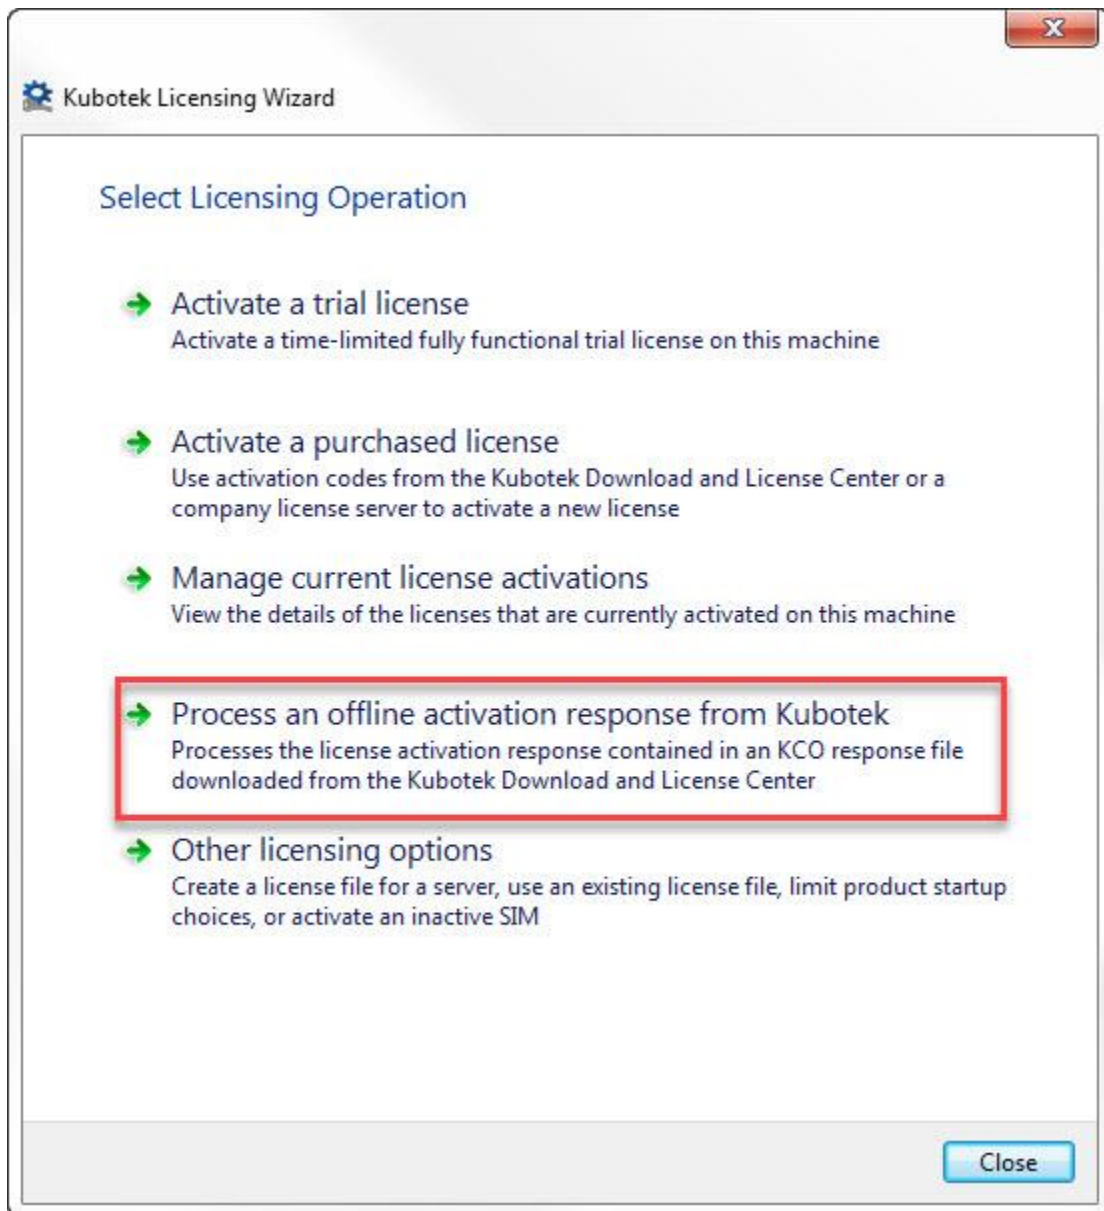 X
Kubotek Licensing Wizard
Select Licensing Operation
Activate a trial license
Activate a time-limited fully functional trial license on this machine
Activate a purchased license
Use activation codes from the Kubotek Download and License Center or a
company license server to activate a new license
Manage current license activations
View the details of the licenses that are currently activated on this machine
Process an offline activation response from Kubotek
Processes the license activation response contained in an KCO response file
downloaded from the Kubotek Download and License Center
Other licensing options
Create a license file for a server, use an existing license file, limit product startup
choices, or activate an inactive SIM
Close